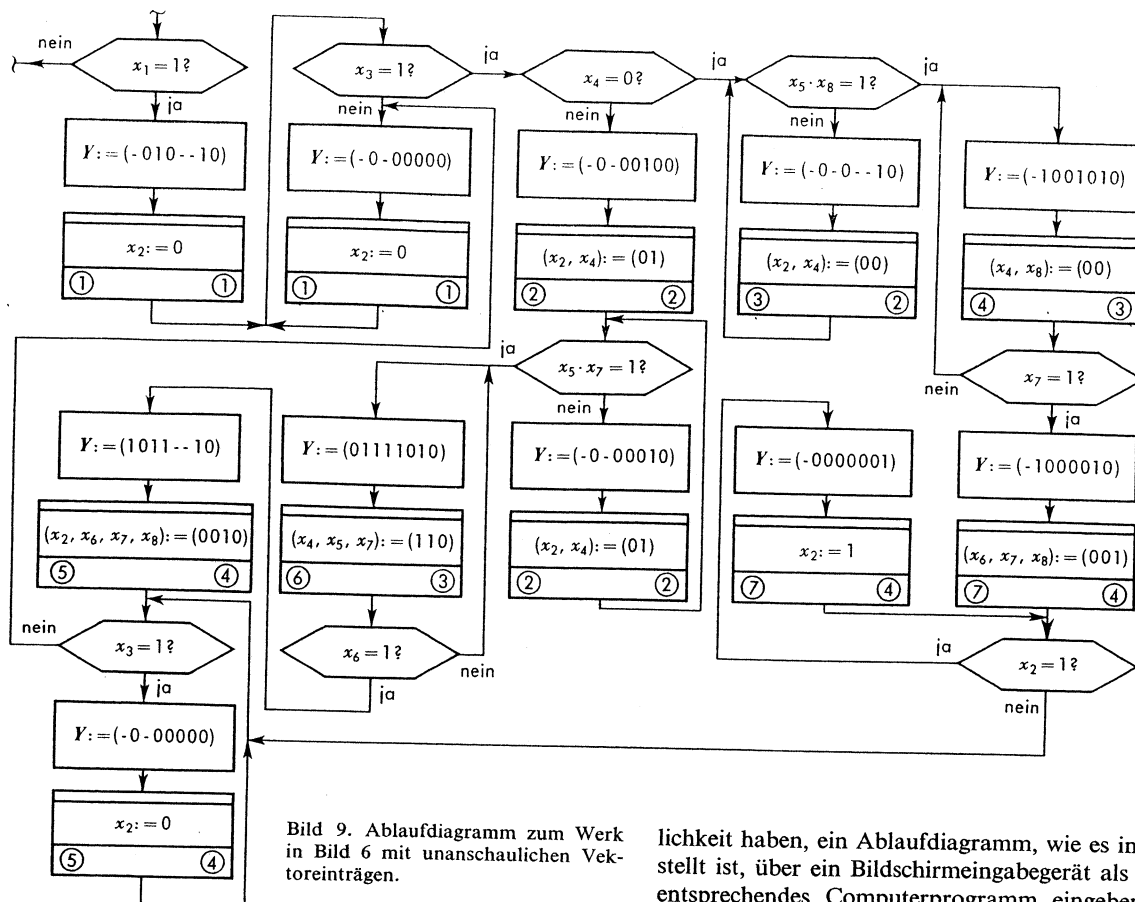 nein
x₁ = 1?
ja
Y: = (-010--10)
x₂: = 0
① ①
x₃ = 1?
ja
nein
Y: = (-0-00000)
x₂: = 0
① ①
x₄ = 0?
ja
nein
Y: = (-0-00100)
(x₂, x₄): = (01)
② ②
x₅ · x₈ = 1?
ja
nein
Y: = (-0-0--10)
(x₂, x₄): = (00)
③ ②
Y: = (-1001010)
(x₄, x₈): = (00)
④ ③
x₇ = 1?
nein
ja
Y: = (-1000010)
(x₆, x₇, x₈): = (001)
⑦ ④
x₂ = 1?
ja
nein
Y: = (-0000001)
x₂: = 1
⑦ ④
ja
x₅ · x₇ = 1?
nein
Y: = (-0-00010)
(x₂, x₄): = (01)
② ②
Y: = (01111010)
(x₄, x₅, x₇): = (110)
⑥ ③
x₆ = 1?
nein
ja
Y: = (1011--10)
(x₂, x₆, x₇, x₈): = (0010)
⑤ ④
nein
x₃ = 1?
ja
Y: = (-0-00000)
x₂: = 0
⑤ ④
Bild 9. Ablaufdiagramm zum Werk
in Bild 6 mit unanschaulichen Vek-
toreinträgen.
lichkeit haben, ein Ablaufdiagramm, wie es in
stellt ist, über ein Bildschirmeingabegerät als
entsprechendes Computerprogramm eingeben